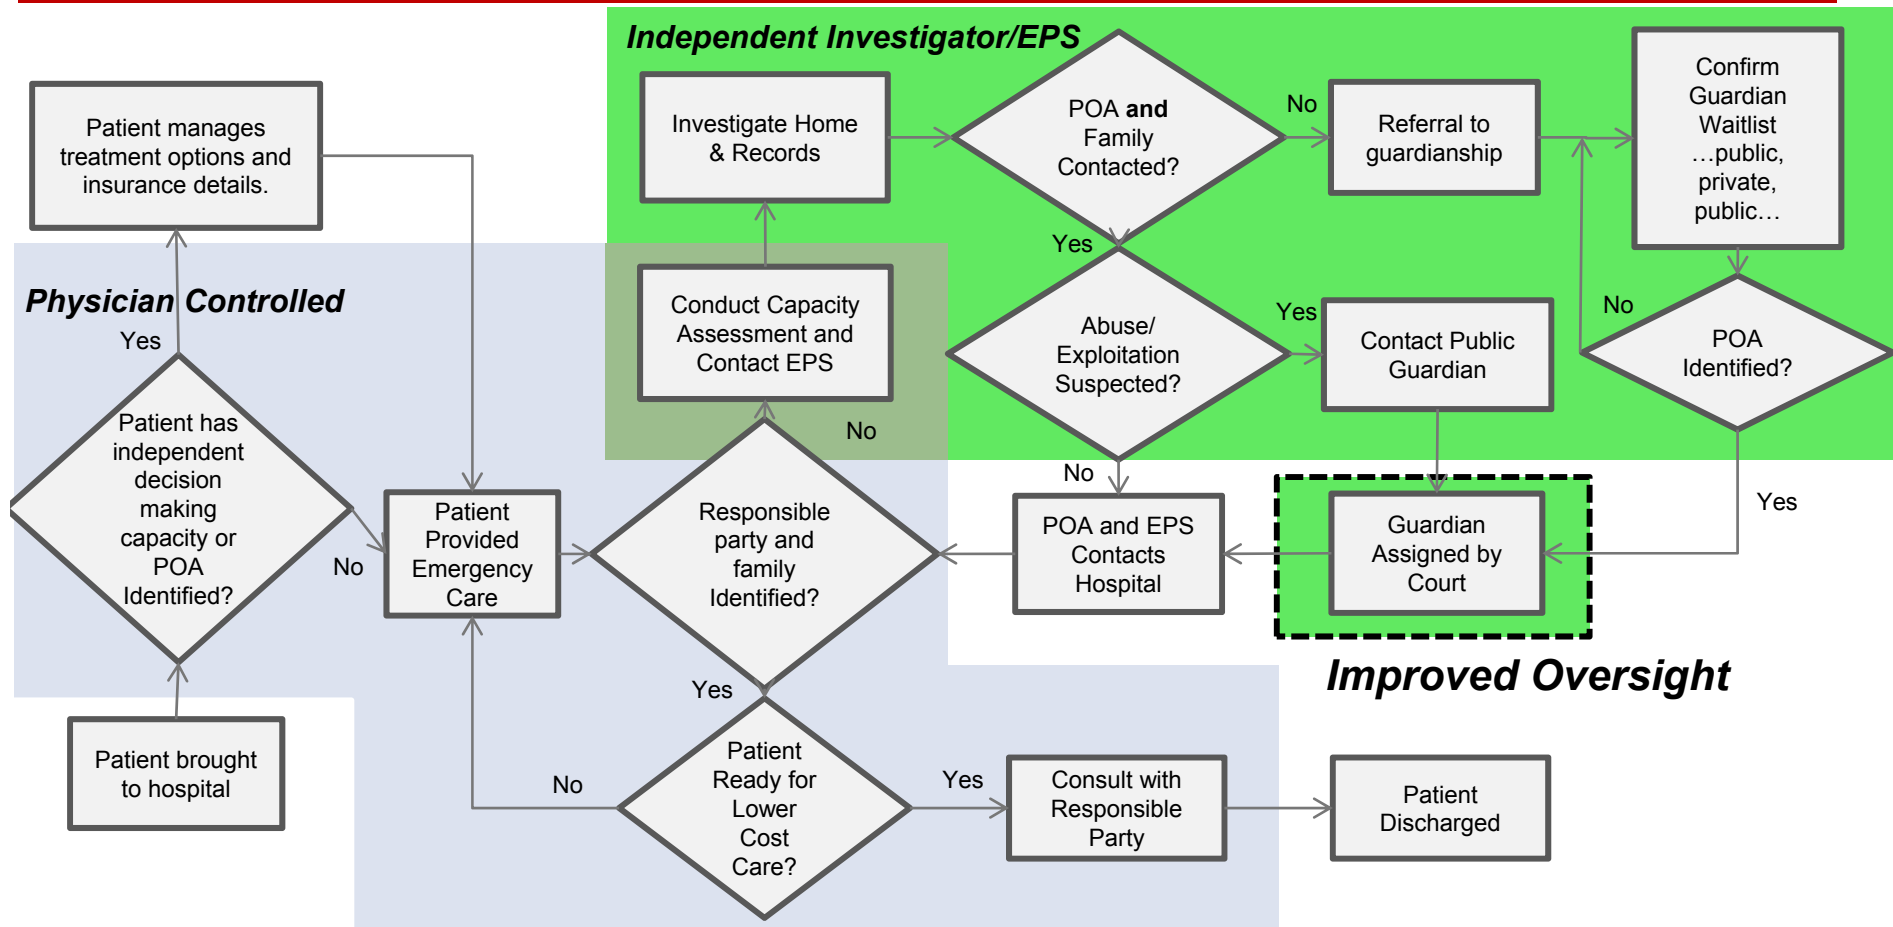 Independent Investigator/EPS
Patient manages
treatment options and
insurance details.
Investigate Home
& Records
POA and
Family
Contacted?
No
Referral to
guardianship
Confirm
Guardian
Waitlist
…public,
private,
public…
Yes
Physician Controlled
Yes
Conduct Capacity
Assessment and
Contact EPS
Abuse/
Exploitation
Suspected?
Yes
Contact Public
Guardian
No
POA
Identified?
Patient has
independent
decision
making
capacity or
POA
Identified?
No
No
Patient
Provided
Emergency
Care
Responsible
party and
family
Identified?
No
POA and EPS
Contacts
Hospital
Guardian
Assigned by
Court
Yes
Improved Oversight
Yes
Patient brought
to hospital
No
Patient
Ready for
Lower
Cost
Care?
Yes
Consult with
Responsible
Party
Patient
Discharged